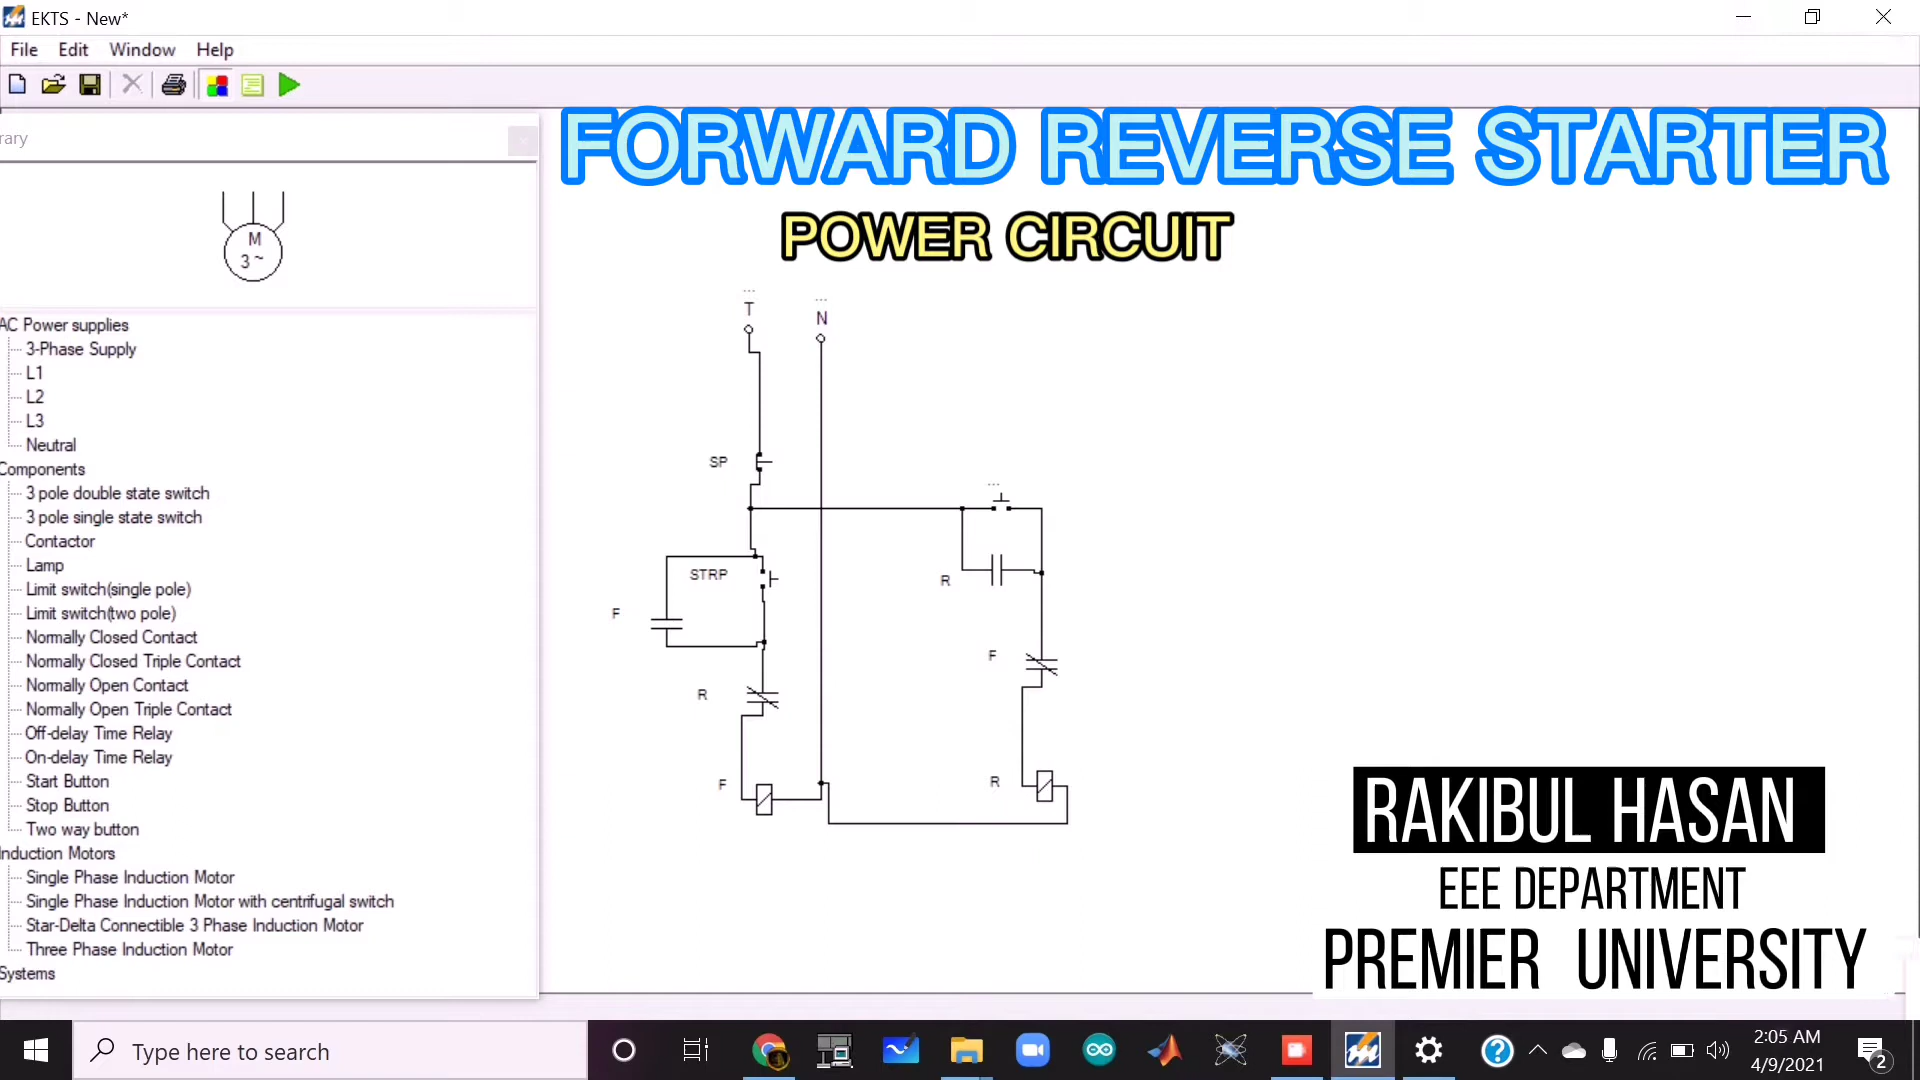 EKTS - New*
File Edit Window Help
rary
FORWARD REVERSE STARTER
POWER CIRCUIT
M
3 ~
AC Power supplies
3-Phase Supply
L1
L2
L3
Neutral
Components
3 pole double state switch
3 pole single state switch
Contactor
Lamp
Limit switch(single pole)
Limit switch(two pole)
Normally Closed Contact
Normally Closed Triple Contact
Normally Open Contact
Normally Open Triple Contact
Off-delay Time Relay
On-delay Time Relay
Start Button
Stop Button
Two way button
Induction Motors
Single Phase Induction Motor
Single Phase Induction Motor with centrifugal switch
Star-Delta Connectible 3 Phase Induction Motor
Three Phase Induction Motor
Systems
... ...
T N
SP
...
STRP
R
F
F
R
F
R
RAKIBUL HASAN
EEE DEPARTMENT
PREMIER UNIVERSITY
Type here to search
2:05 AM
4/9/2021
2